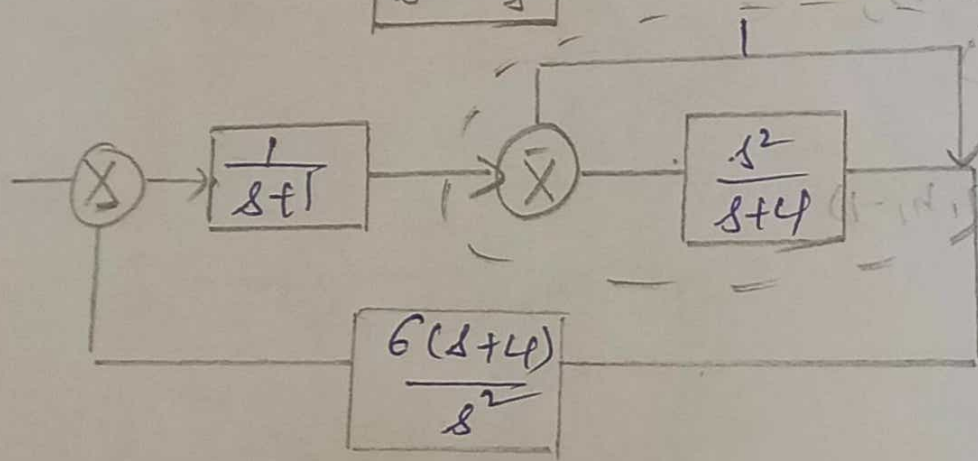 1
X
1/(s+1)
-
X
s²/(s+4)
6(s+4)/s²